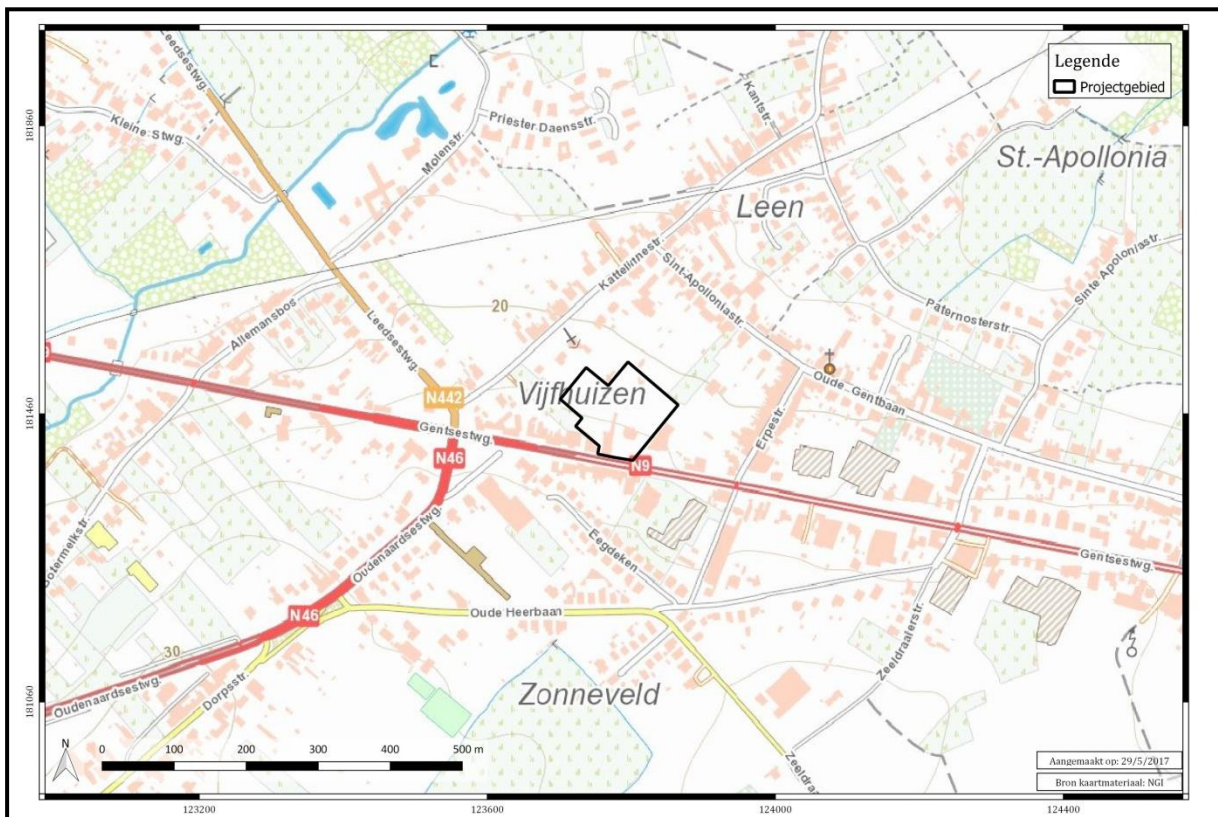 Legende
Projectgebied
Leedsestwg.
Kleine Stwg.
Molenstr.
Priester Daensstr.
Kantstr.
St.-Apollonia
Leen
Kattelinnestr.
Sint-Apolloniastr.
Sinte Apoloniastr.
Paternosterstr.
Allemansbos
Leedsestwg.
20
Vijfhuizen
Oude Gentbaan
Erpestr.
N442
Gentsestwg.
N46
N9
Oudenaardsestwg.
Eegdeken
Gentsestwg.
Botermelkstr.
N46
Oude Heerbaan
Zeeldraaierstr.
30
Oudenaardsestwg.
Dorpsstr.
Zonneveld
N
0 100 200 300 400 500 m
Aangemaakt op: 29/5/2017
Bron kaartmateriaal: NGI
181860
181460
181060
123200 123600 124000 124400